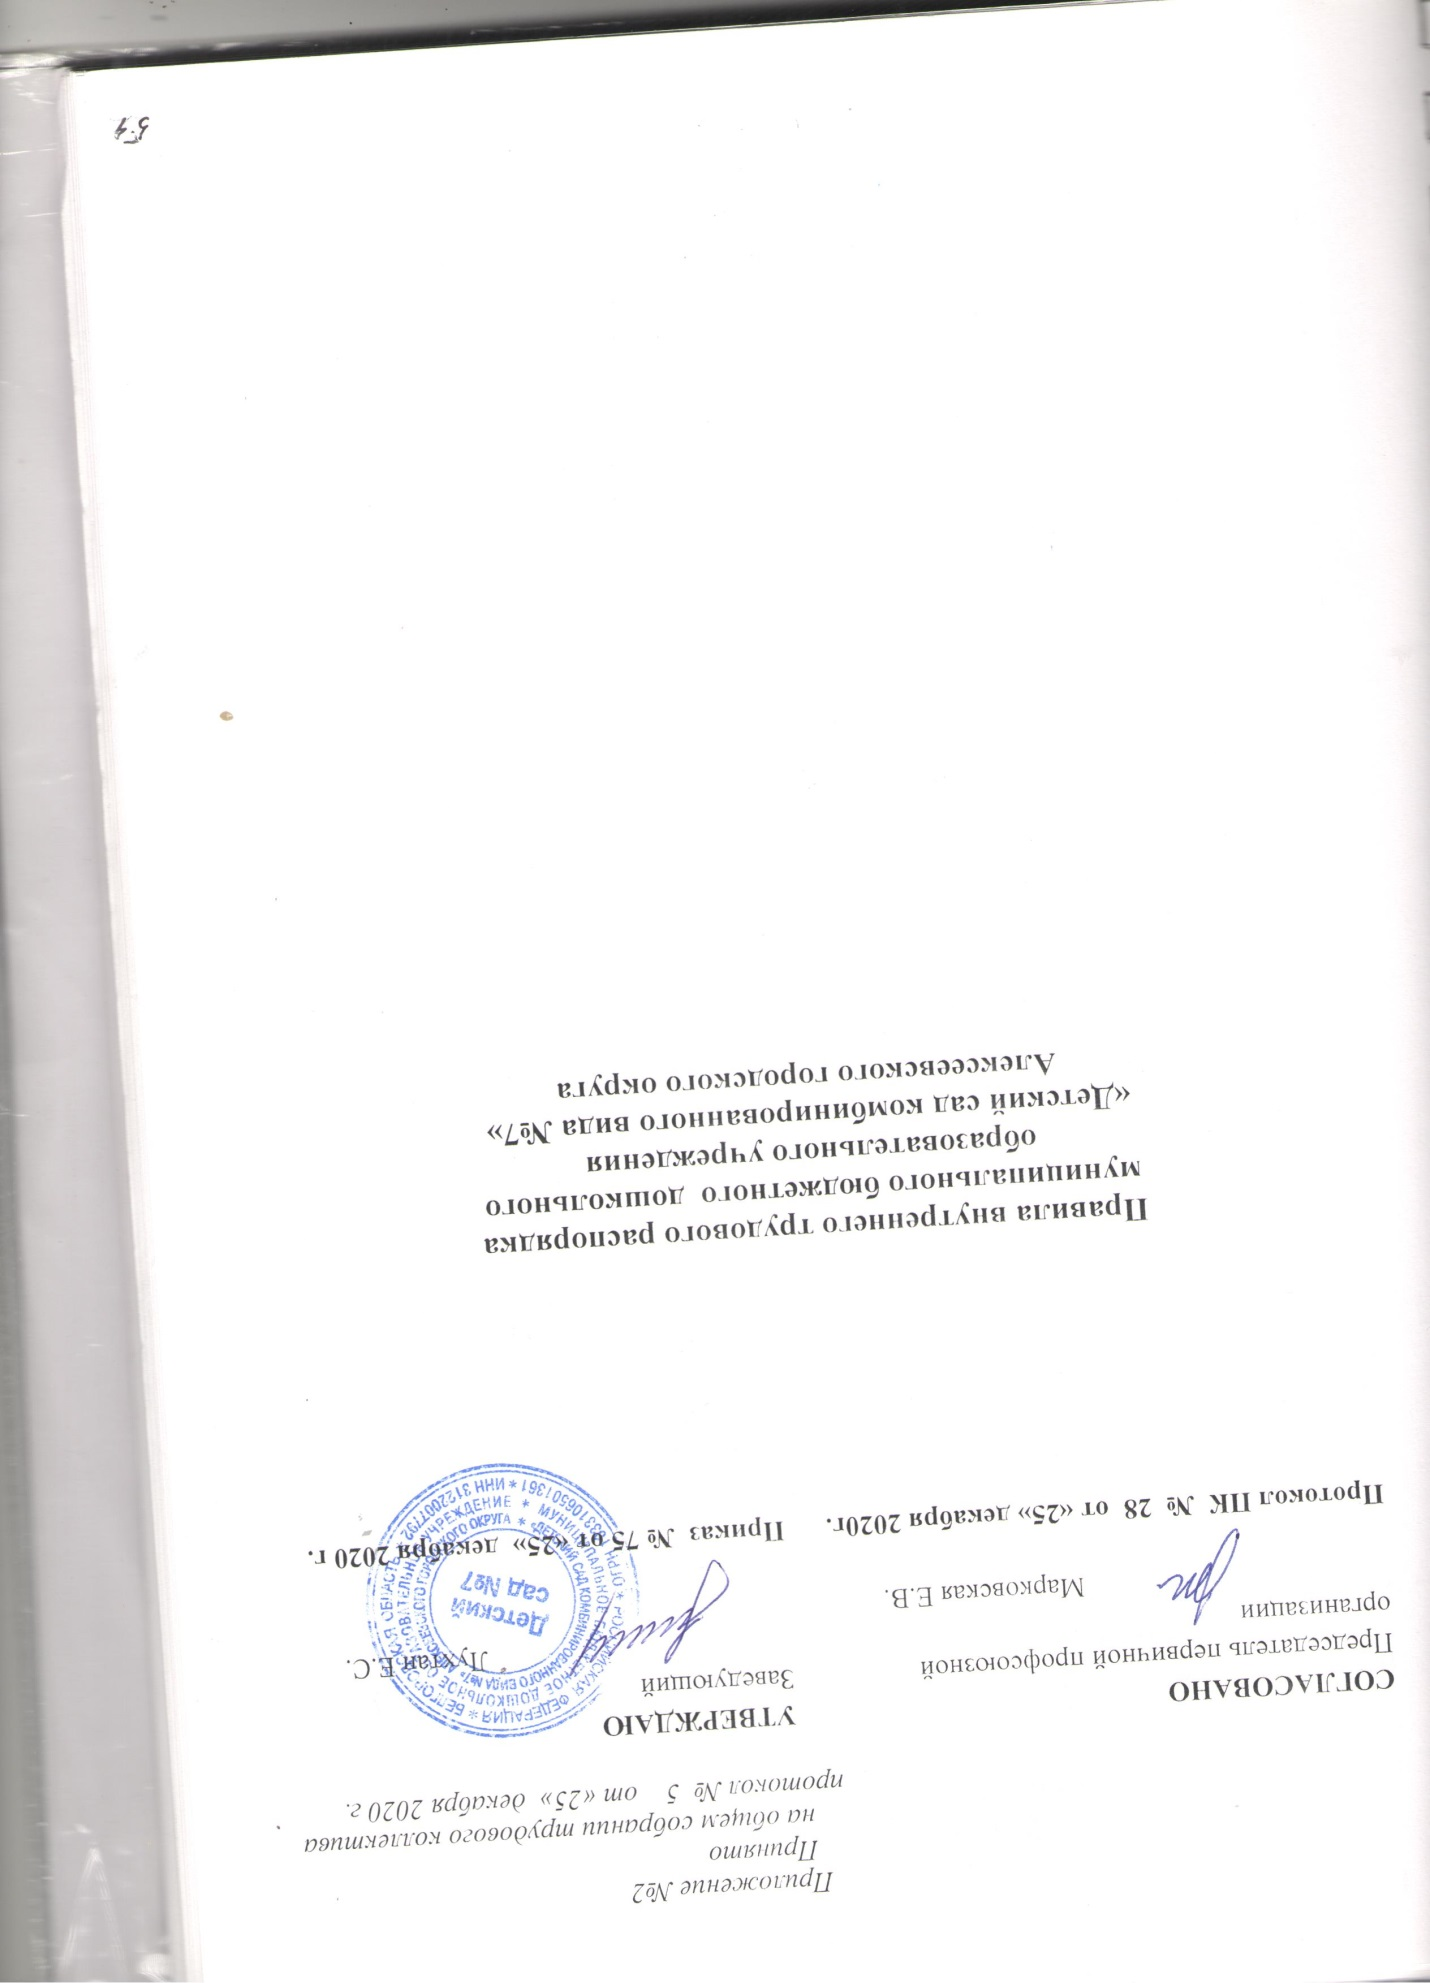 Приложение №2
Принято
на общем собрании трудового коллектива
протокол № 5 от «25» декабря 2020 г.
СОГЛАСОВАНО
Председатель первичной профсоюзной
организации
Марковская Е.В.
Протокол ПК № 28 от «25» декабря 2020г.
УТВЕРЖДАЮ
Заведующий
Лухтан Е.С.
Приказ № 75 от «25» декабря 2020 г.
Детский
сад №7
Правила внутреннего трудового распорядка
муниципального бюджетного дошкольного
образовательного учреждения
«Детский сад комбинированного вида №7»
Алексеевского городского округа